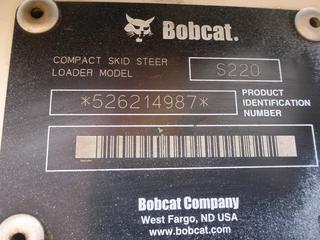 Bobcat.
COMPACT SKID STEER
LOADER MODEL
S220
*526214987*
PRODUCT
IDENTIFICATION
NUMBER
Bobcat Company
West Fargo, ND USA
www.bobcat.com